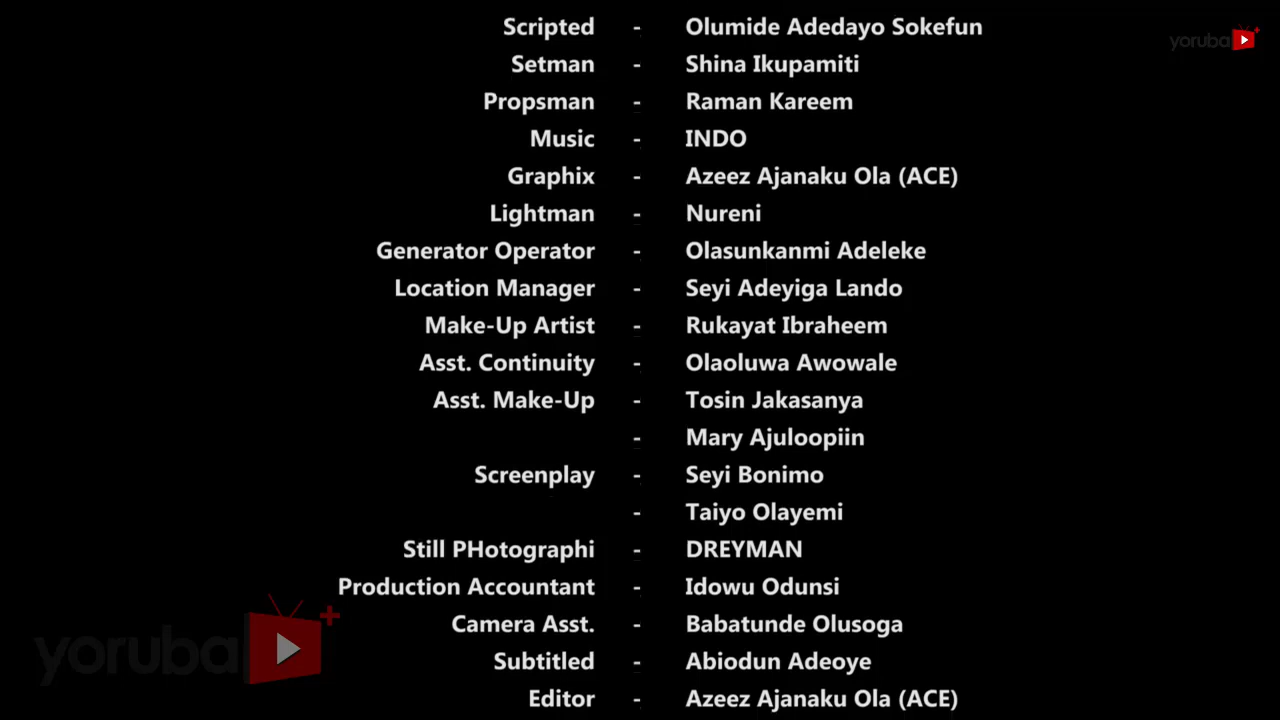 Scripted - Olumide Adedayo Sokefun
yoruba+
Setman - Shina Ikupamiti
Propsman - Raman Kareem
Music - INDO
Graphix - Azeez Ajanaku Ola (ACE)
Lightman - Nureni
Generator Operator - Olasunkanmi Adeleke
Location Manager - Seyi Adeyiga Lando
Make-Up Artist - Rukayat Ibraheem
Asst. Continuity - Olaoluwa Awowale
Asst. Make-Up - Tosin Jakasanya
- Mary Ajuloopiin
Screenplay - Seyi Bonimo
- Taiyo Olayemi
Still PHotographi - DREYMAN
Production Accountant - Idowu Odunsi
Camera Asst. - Babatunde Olusoga
yoruba+
Subtitled - Abiodun Adeoye
Editor - Azeez Ajanaku Ola (ACE)